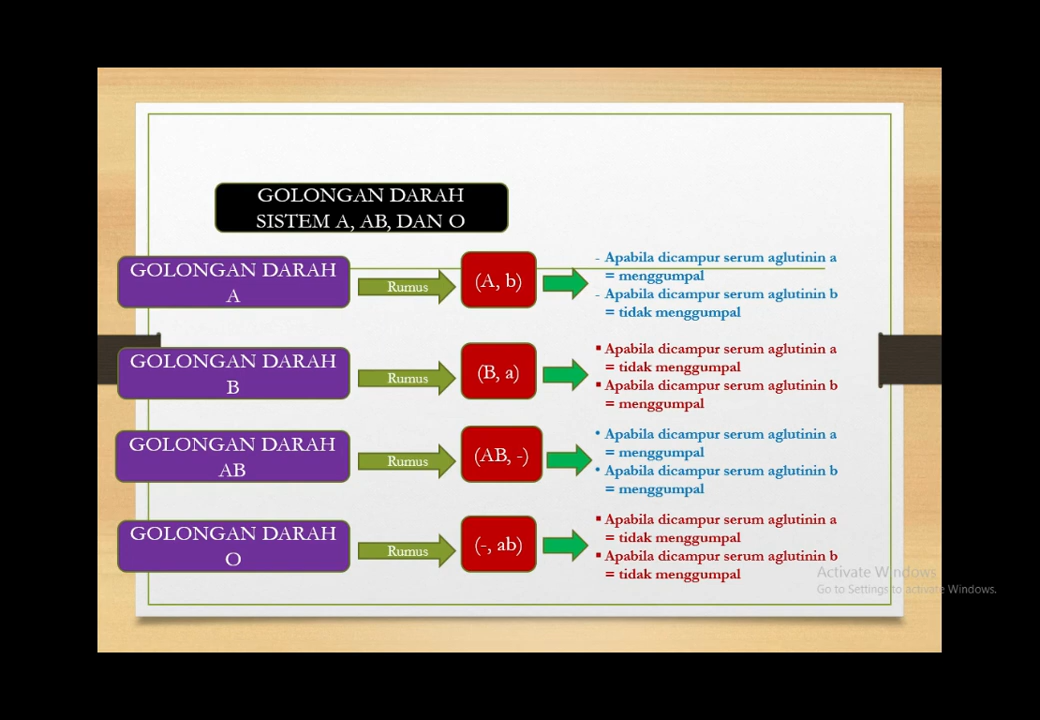 GOLONGAN DARAH
SISTEM A, AB, DAN O
GOLONGAN DARAH
A
Rumus
(A, b)
- Apabila dicampur serum aglutinin a
= menggumpal
- Apabila dicampur serum aglutinin b
= tidak menggumpal
GOLONGAN DARAH
B
Rumus
(B, a)
▪ Apabila dicampur serum aglutinin a
= tidak menggumpal
▪ Apabila dicampur serum aglutinin b
= menggumpal
GOLONGAN DARAH
AB
Rumus
(AB, -)
• Apabila dicampur serum aglutinin a
= menggumpal
• Apabila dicampur serum aglutinin b
= menggumpal
GOLONGAN DARAH
O
Rumus
(-, ab)
▪ Apabila dicampur serum aglutinin a
= tidak menggumpal
▪ Apabila dicampur serum aglutinin b
= tidak menggumpal
Activate Windows
Go to Settings to activate Windows.